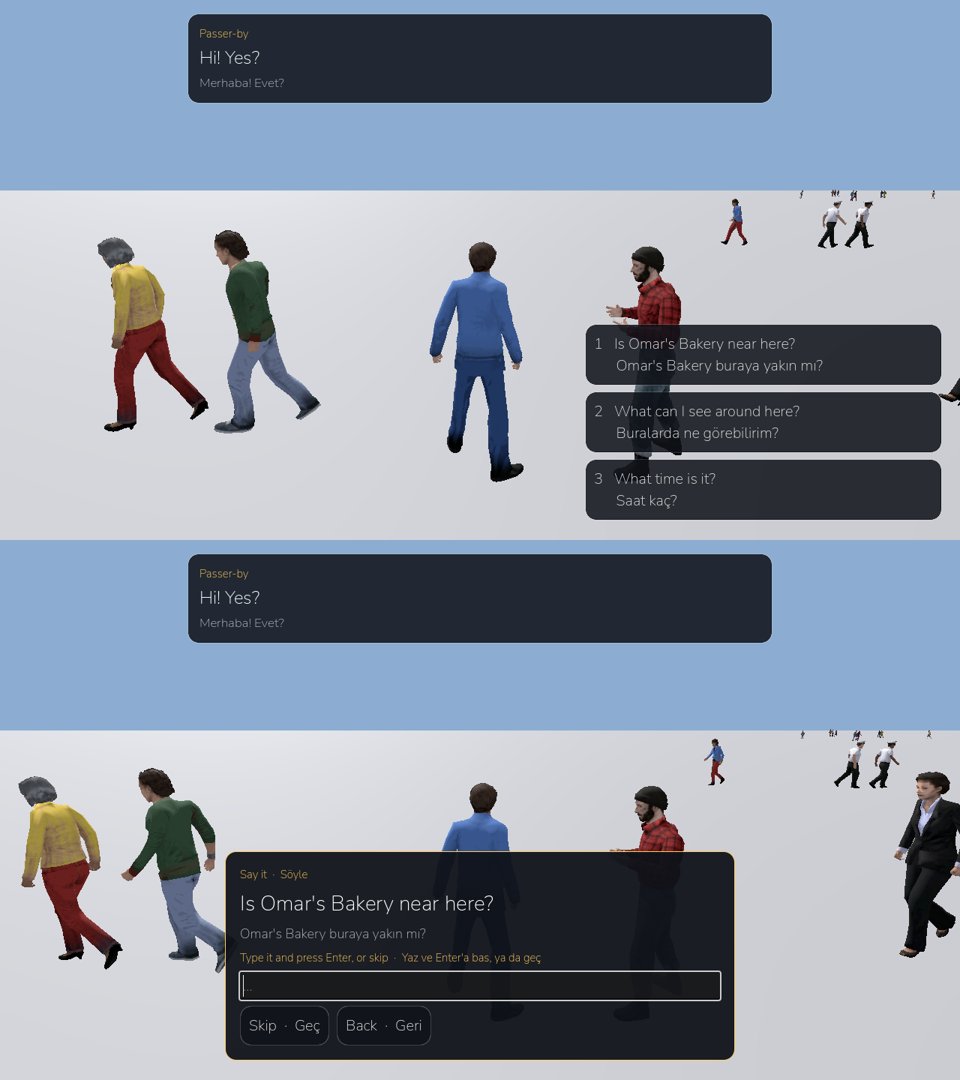 Passer-by
Hi! Yes?
Merhaba! Evet?
1 Is Omar's Bakery near here?
Omar's Bakery buraya yakın mı?
2 What can I see around here?
Buralarda ne görebilirim?
3 What time is it?
Saat kaç?
Passer-by
Hi! Yes?
Merhaba! Evet?
Say it · Söyle
Is Omar's Bakery near here?
Omar's Bakery buraya yakın mı?
Type it and press Enter, or skip · Yaz ve Enter'a bas, ya da geç
...
Skip · Geç
Back · Geri